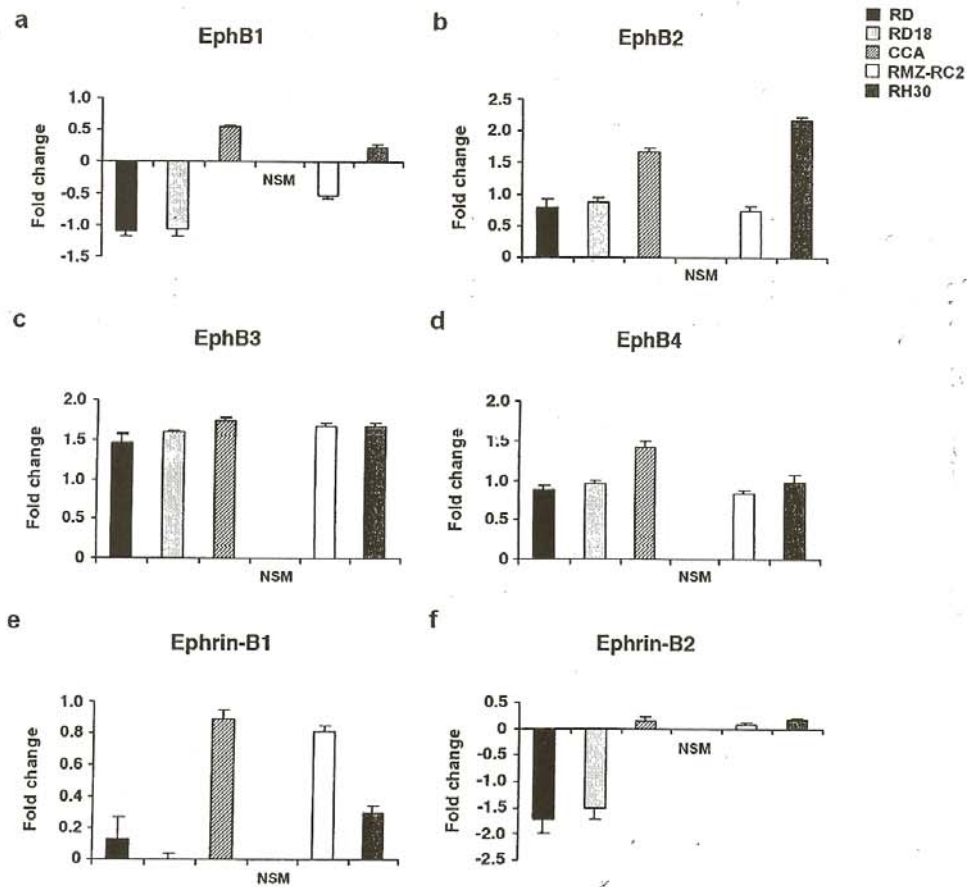 a
EphB1
Fold change
1.0
0.5
0
-0.5
-1.0
-1.5
NSM
b
EphB2
Fold change
2.5
2.0
1.5
1.0
0.5
0
NSM
RD
RD18
CCA
RMZ-RC2
RH30
c
EphB3
Fold change
2.0
1.5
1.0
0.5
0
NSM
d
EphB4
Fold change
2.0
1.5
1.0
0.5
0
NSM
e
Ephrin-B1
Fold change
1.0
0.8
0.6
0.4
0.2
0
NSM
f
Ephrin-B2
Fold change
0.5
0
-0.5
-1.0
-1.5
-1.5
-2.0
-2.5
NSM